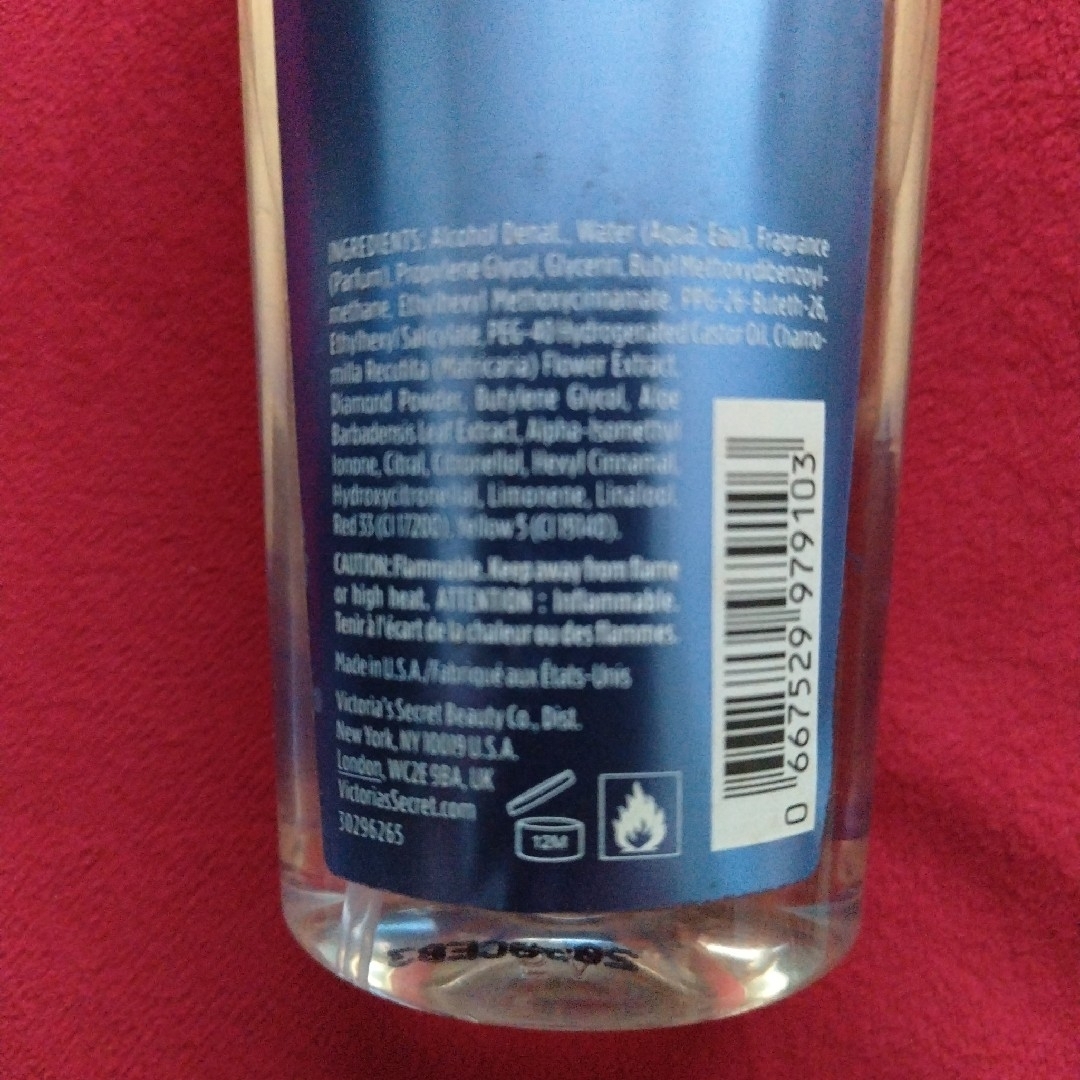 INGREDIENTS: Alcohol Denat., Water (Aqua, Eau), Fragrance
(Parfum), Propylene Glycol, Glycerin, Butyl Methoxydibenzoyl-
methane, Ethylhexyl Methoxycinnamate, PPG-26-Buteth-26,
Ethylhexyl Salicylate, PEG-40 Hydrogenated Castor Oil, Chamo-
milla Recutita (Matricaria) Flower Extract,
Diamond Powder, Butylene Glycol, Aloe
Barbadensis Leaf Extract, Alpha-Isomethyl
Ionone, Citral, Citronellol, Hexyl Cinnamal,
Hydroxycitronellal, Limonene, Linalool,
Red 33 (CI 17200), Yellow 5 (CI 19140).
CAUTION: Flammable. Keep away from flame
or high heat. ATTENTION : Inflammable.
Tenir à l'écart de la chaleur ou des flammes.
Made in U.S.A./Fabriqué aux États-Unis
Victoria's Secret Beauty Co., Dist.
New York, NY 10019 U.S.A.
London, WC2E 9BA, UK
VictoriasSecret.com
30296265
12M
0 667529 979103